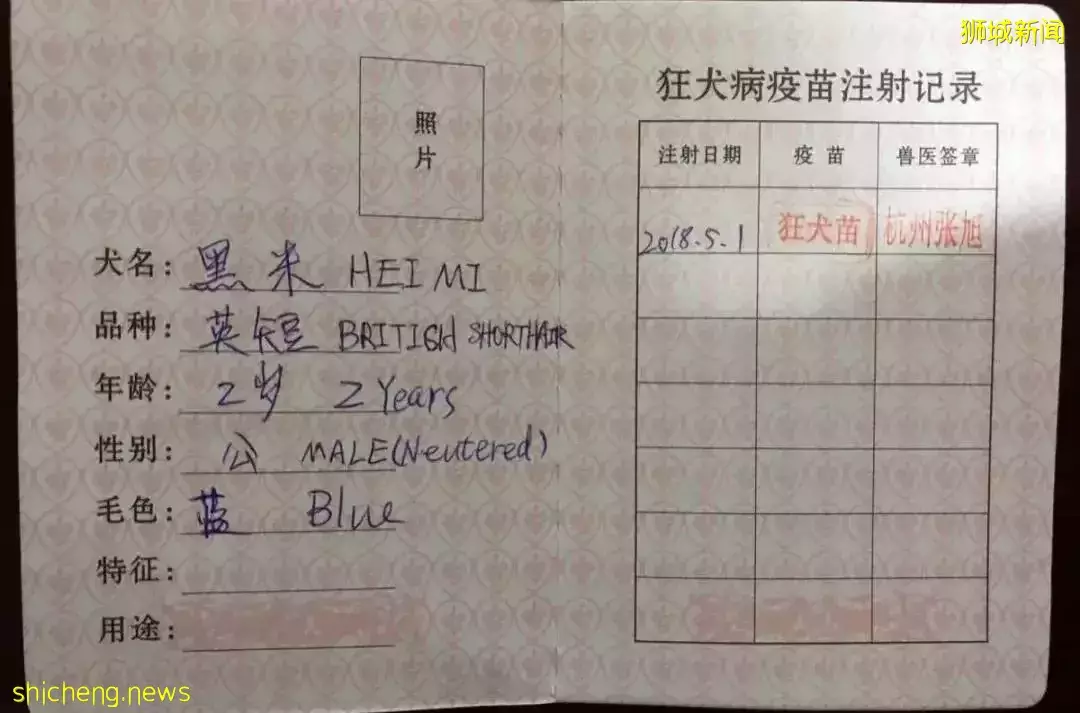 狮城新闻
照
片
犬名: 黑米 HEI MI
品种: 英短 BRITISH SHORTHAIR
年龄: 2岁 2 Years
性别: 公 MALE(Neutered)
毛色: 蓝 Blue
特征:
用途:
狂犬病疫苗注射记录
注射日期 疫苗 兽医签章
2018.5.1 狂犬苗 杭州张旭
shicheng.news